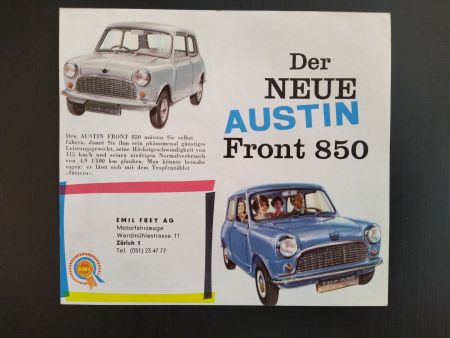 Der
NEUE
AUSTIN
Front 850
Den AUSTIN FRONT 850 müssen Sie selbst
fahren, damit Sie ihm sein phänomenal günstiges
Leistungsgewicht, seine Höchstgeschwindigkeit von
115 km/h und seinen niedrigen Normalverbrauch
von 4,9 l/100 km glauben. Man könnte beinahe
sagen: er lässt sich mit dem Tropfenzähler
«füttern».
EMIL FREY AG
Motorfahrzeuge
Werdmühlestrasse 11
Zürich 1
Tel. (051) 23 47 77
BMC